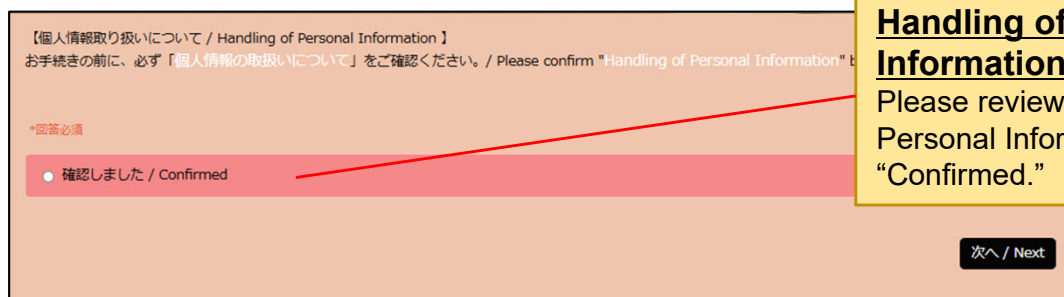 【個人情報取り扱いについて / Handling of Personal Information 】
お手続きの前に、必ず「個人情報の取扱いについて」をご確認ください。/ Please confirm "Handling of Personal Information"
*回答必須
確認しました / Confirmed
次へ / Next
Handling of
Information
Please review
Personal
“Confirmed.”